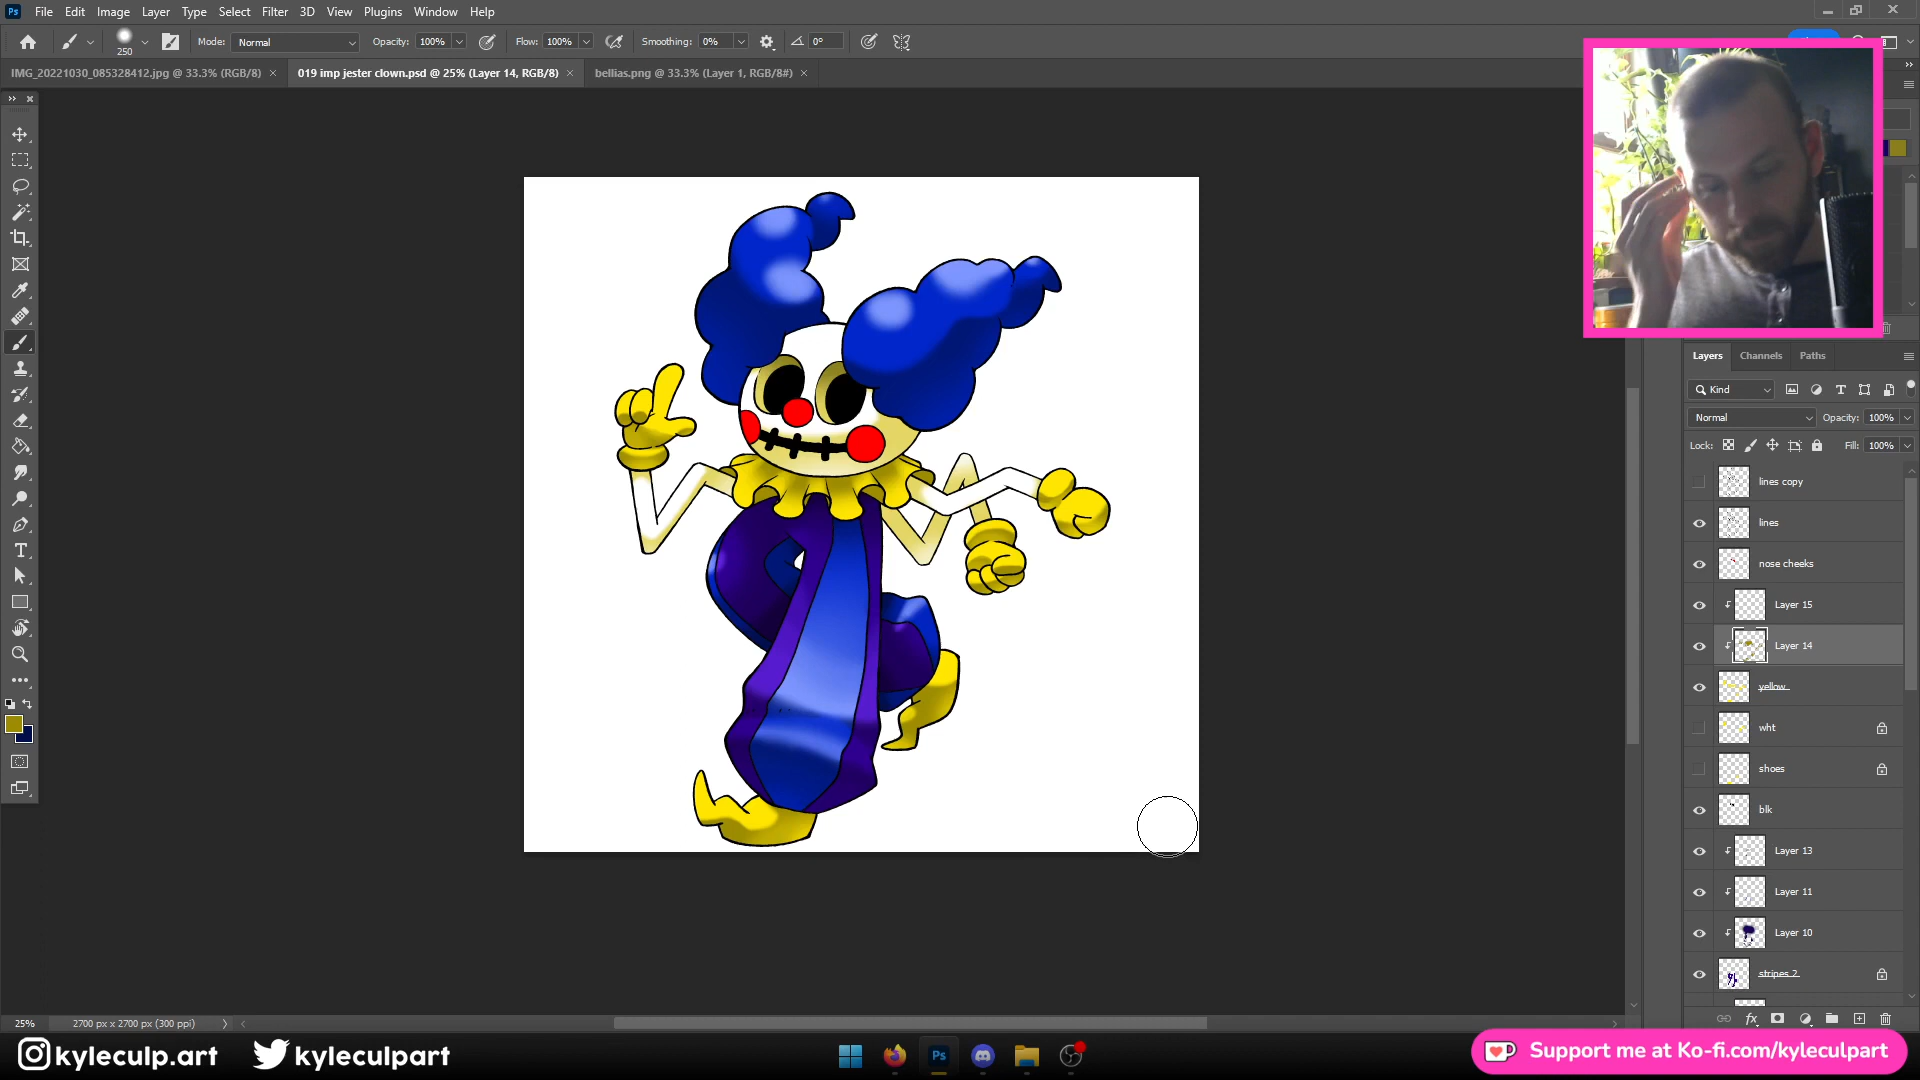 Ps File Edit Image Layer Type Select Filter 3D View Plugins Window Help
250 Mode: Normal Opacity: 100% Flow: 100% Smoothing: 0% 0°
IMG_20221030_085328412.jpg @ 33.3% (RGB/8) × 019 imp jester clown.psd @ 25% (Layer 14, RGB/8) × bellias.png @ 33.3% (Layer 1, RGB/8#) ×
Layers Channels Paths
Kind
Normal Opacity: 100%
Lock: Fill: 100%
lines copy
lines
nose cheeks
Layer 15
Layer 14
yellow
wht
shoes
blk
Layer 13
Layer 11
Layer 10
stripes 2
25% 2700 px x 2700 px (300 ppi)
kyleculp.art kyleculpart
Ps
Support me at Ko-fi.com/kyleculpart